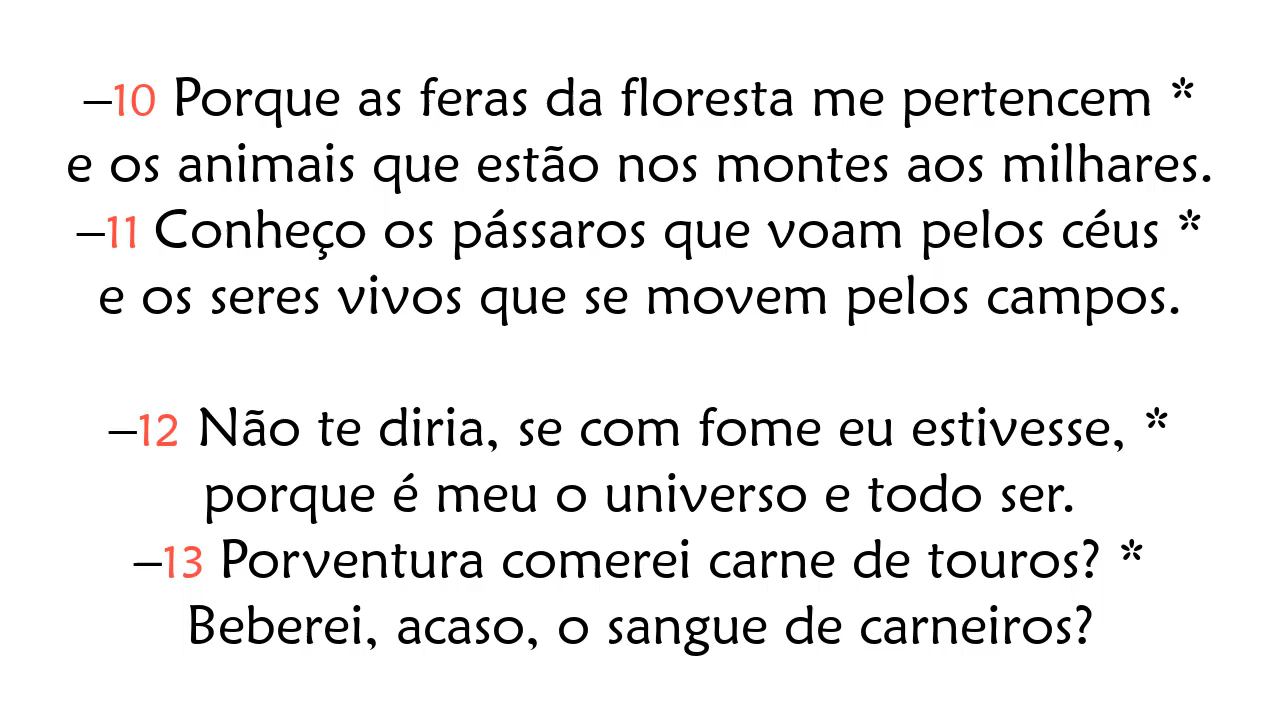 –10 Porque as feras da floresta me pertencem *
e os animais que estão nos montes aos milhares.
–11 Conheço os pássaros que voam pelos céus *
e os seres vivos que se movem pelos campos.
–12 Não te diria, se com fome eu estivesse, *
porque é meu o universo e todo ser.
–13 Porventura comerei carne de touros? *
Beberei, acaso, o sangue de carneiros?